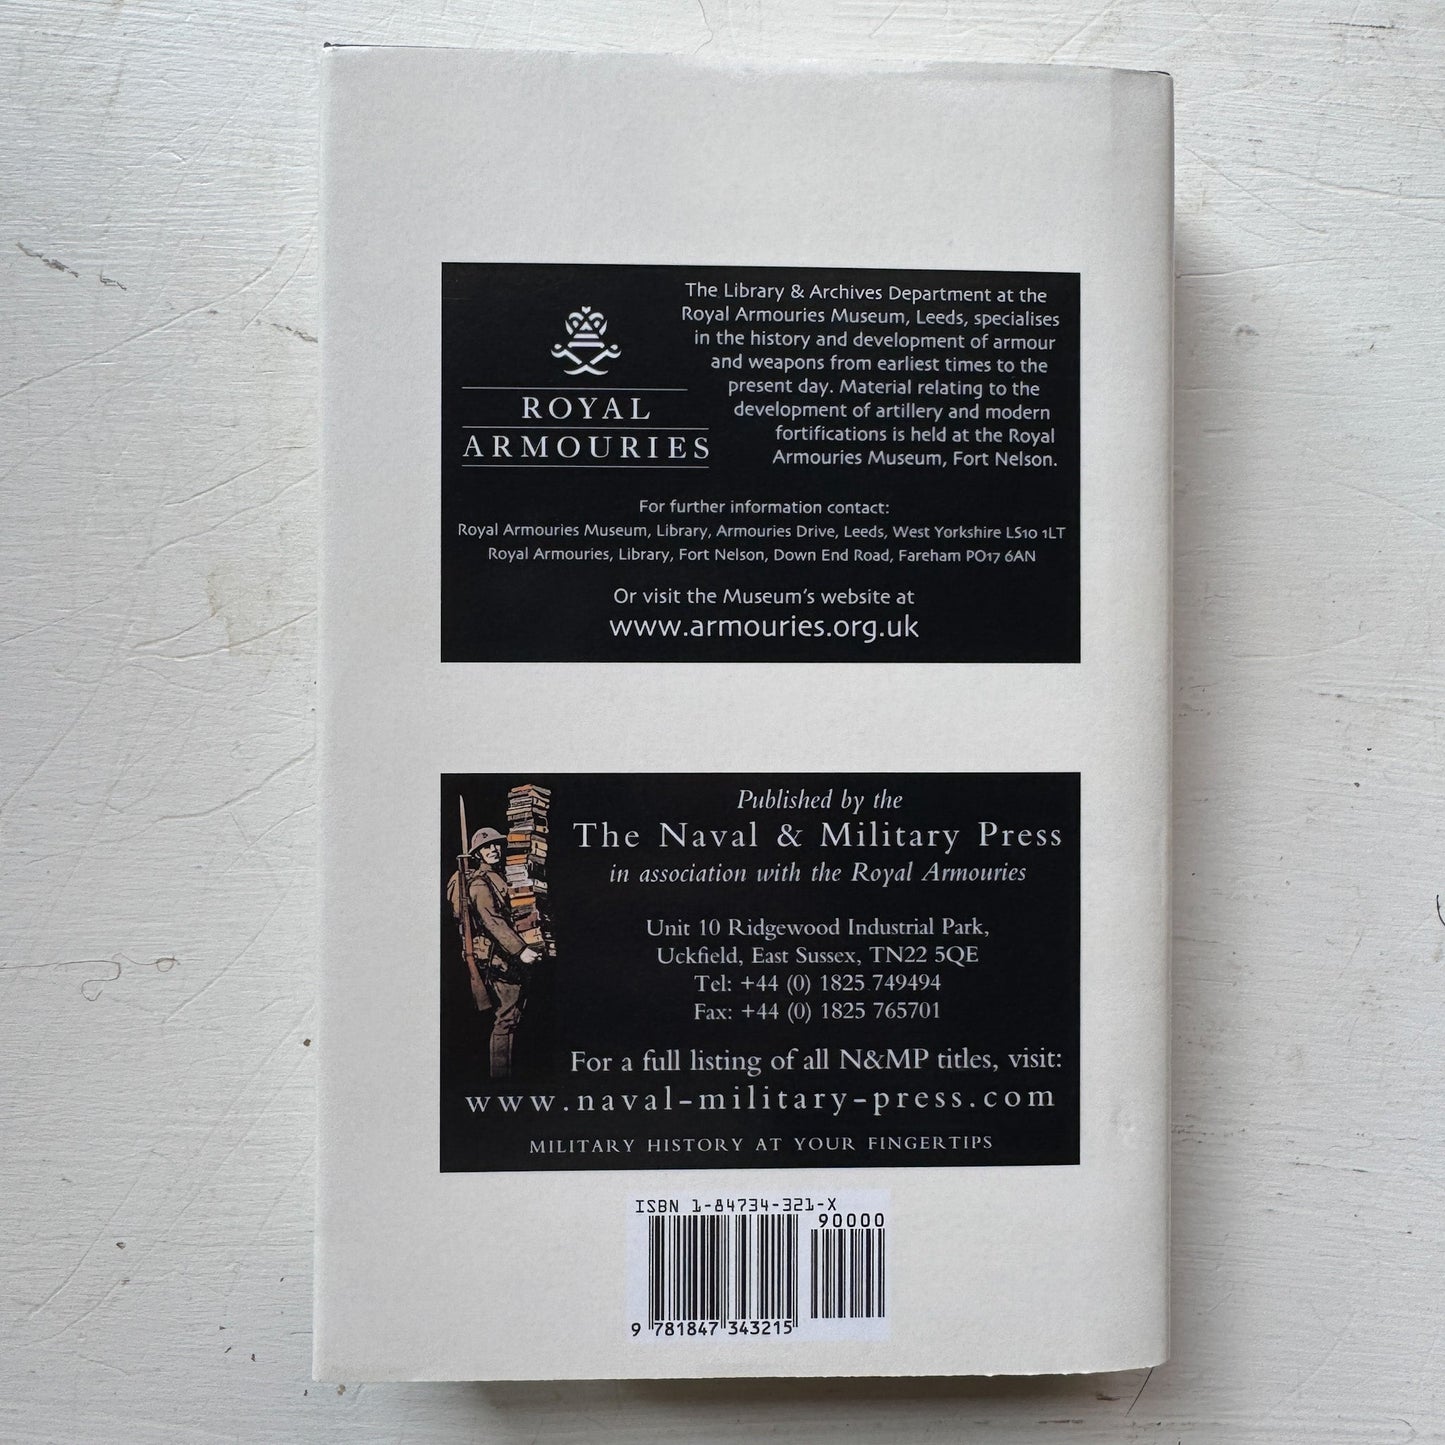 The Library & Archives Department at the
Royal Armouries Museum, Leeds, specialises
in the history and development of armour
and weapons from earliest times to the
present day. Material relating to the
development of artillery and modern
fortifications is held at the Royal
Armouries Museum, Fort Nelson.
ROYAL
ARMOURIES
For further information contact:
Royal Armouries Museum, Library, Armouries Drive, Leeds, West Yorkshire LS10 1LT
Royal Armouries, Library, Fort Nelson, Down End Road, Fareham PO17 6AN
Or visit the Museum's website at
www.armouries.org.uk
Published by the
The Naval & Military Press
in association with the Royal Armouries
Unit 10 Ridgewood Industrial Park,
Uckfield, East Sussex, TN22 5QE
Tel: +44 (0) 1825 749494
Fax: +44 (0) 1825 765701
For a full listing of all N&MP titles, visit:
www.naval-military-press.com
MILITARY HISTORY AT YOUR FINGERTIPS
ISBN 1-84734-321-X
90000
9 781847 343215